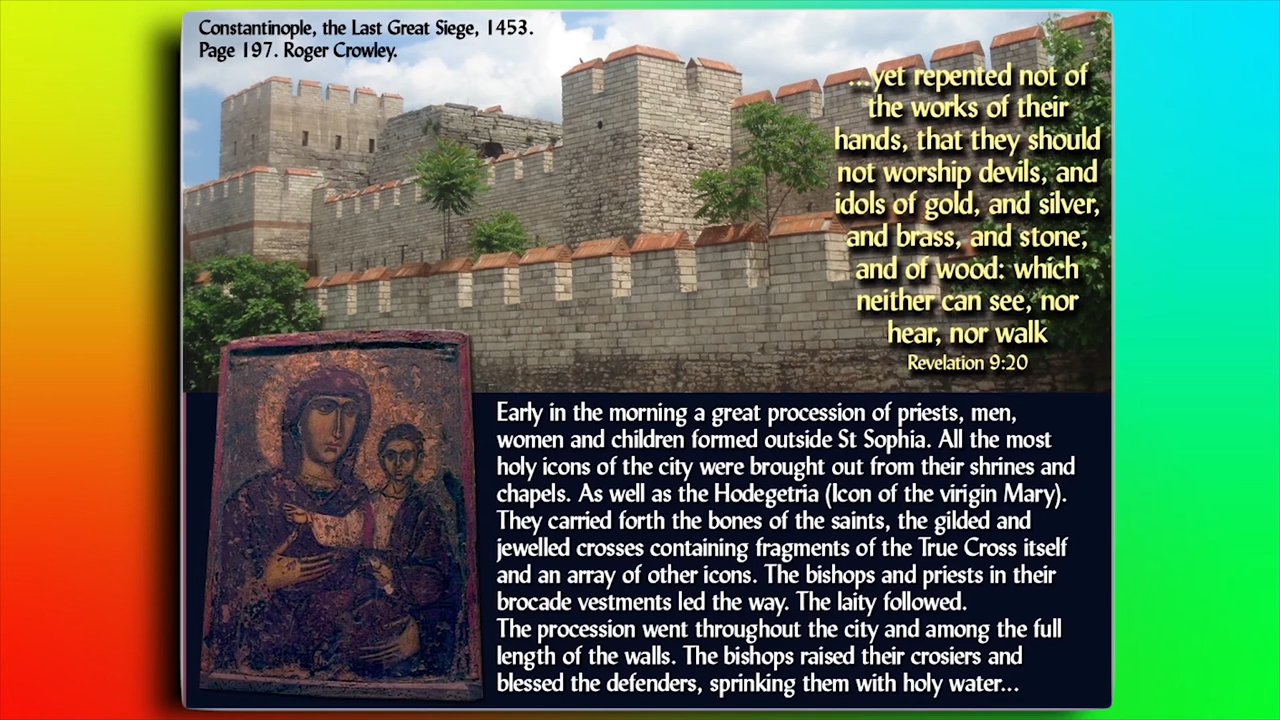 Constantinople, the Last Great Siege, 1453.
Page 197. Roger Crowley.
...yet repented not of
the works of their
hands, that they should
not worship devils, and
idols of gold, and silver,
and brass, and stone,
and of wood: which
neither can see, nor
hear, nor walk
Revelation 9:20
Early in the morning a great procession of priests, men,
women and children formed outside St Sophia. All the most
holy icons of the city were brought out from their shrines and
chapels. As well as the Hodegetria (Icon of the virigin Mary).
They carried forth the bones of the saints, the gilded and
jewelled crosses containing fragments of the True Cross itself
and an array of other icons. The bishops and priests in their
brocade vestments led the way. The laity followed.
The procession went throughout the city and among the full
length of the walls. The bishops raised their crosiers and
blessed the defenders, sprinking them with holy water...